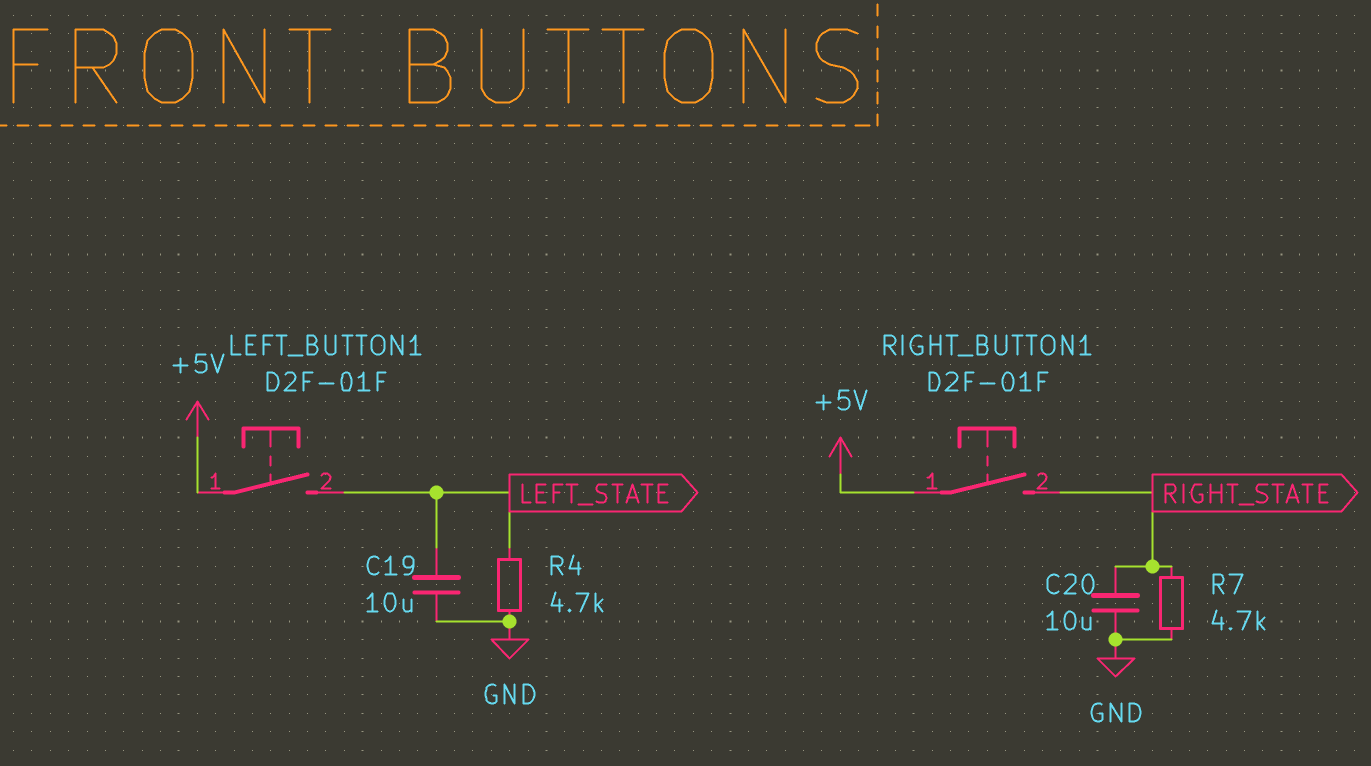 FRONT BUTTONS
LEFT_BUTTON1
+5V
D2F-01F
1
2
LEFT_STATE
C19
10u
R4
4.7k
GND
RIGHT_BUTTON1
D2F-01F
+5V
1
2
RIGHT_STATE
C20
10u
R7
4.7k
GND